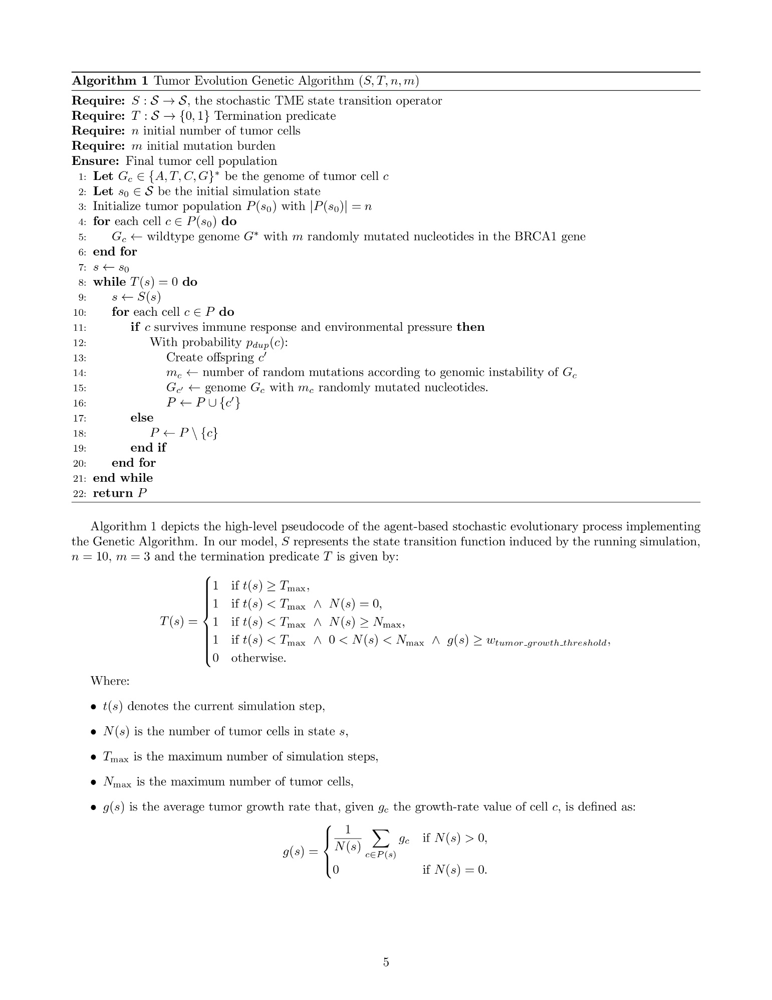 Algorithm 1 Tumor Evolution Genetic Algorithm (S, T, n, m)
Require: S : 𝒮 → 𝒮, the stochastic TME state transition operator
Require: T : 𝒮 → {0, 1} Termination predicate
Require: n initial number of tumor cells
Require: m initial mutation burden
Ensure: Final tumor cell population
1: Let G_c ∈ {A, T, C, G}* be the genome of tumor cell c
2: Let s_0 ∈ 𝒮 be the initial simulation state
3: Initialize tumor population P(s_0) with |P(s_0)| = n
4: for each cell c ∈ P(s_0) do
5: G_c ← wildtype genome G* with m randomly mutated nucleotides in the BRCA1 gene
6: end for
7: s ← s_0
8: while T(s) = 0 do
9: s ← S(s)
10: for each cell c ∈ P do
11: if c survives immune response and environmental pressure then
12: With probability p_dup(c):
13: Create offspring c′
14: m_c ← number of random mutations according to genomic instability of G_c
15: G_c′ ← genome G_c with m_c randomly mutated nucleotides.
16: P ← P ∪ {c′}
17: else
18: P ← P \ {c}
19: end if
20: end for
21: end while
22: return P
Algorithm 1 depicts the high-level pseudocode of the agent-based stochastic evolutionary process implementing
the Genetic Algorithm. In our model, S represents the state transition function induced by the running simulation,
n = 10, m = 3 and the termination predicate T is given by:
T(s) = { 1 if t(s) ≥ T_max,
1 if t(s) < T_max ∧ N(s) = 0,
1 if t(s) < T_max ∧ N(s) ≥ N_max,
1 if t(s) < T_max ∧ 0 < N(s) < N_max ∧ g(s) ≥ w_tumor_growth_threshold,
0 otherwise.
Where:
• t(s) denotes the current simulation step,
• N(s) is the number of tumor cells in state s,
• T_max is the maximum number of simulation steps,
• N_max is the maximum number of tumor cells,
• g(s) is the average tumor growth rate that, given g_c the growth-rate value of cell c, is defined as:
g(s) = { 1/N(s) ∑_{c∈P(s)} g_c if N(s) > 0,
0 if N(s) = 0.
5